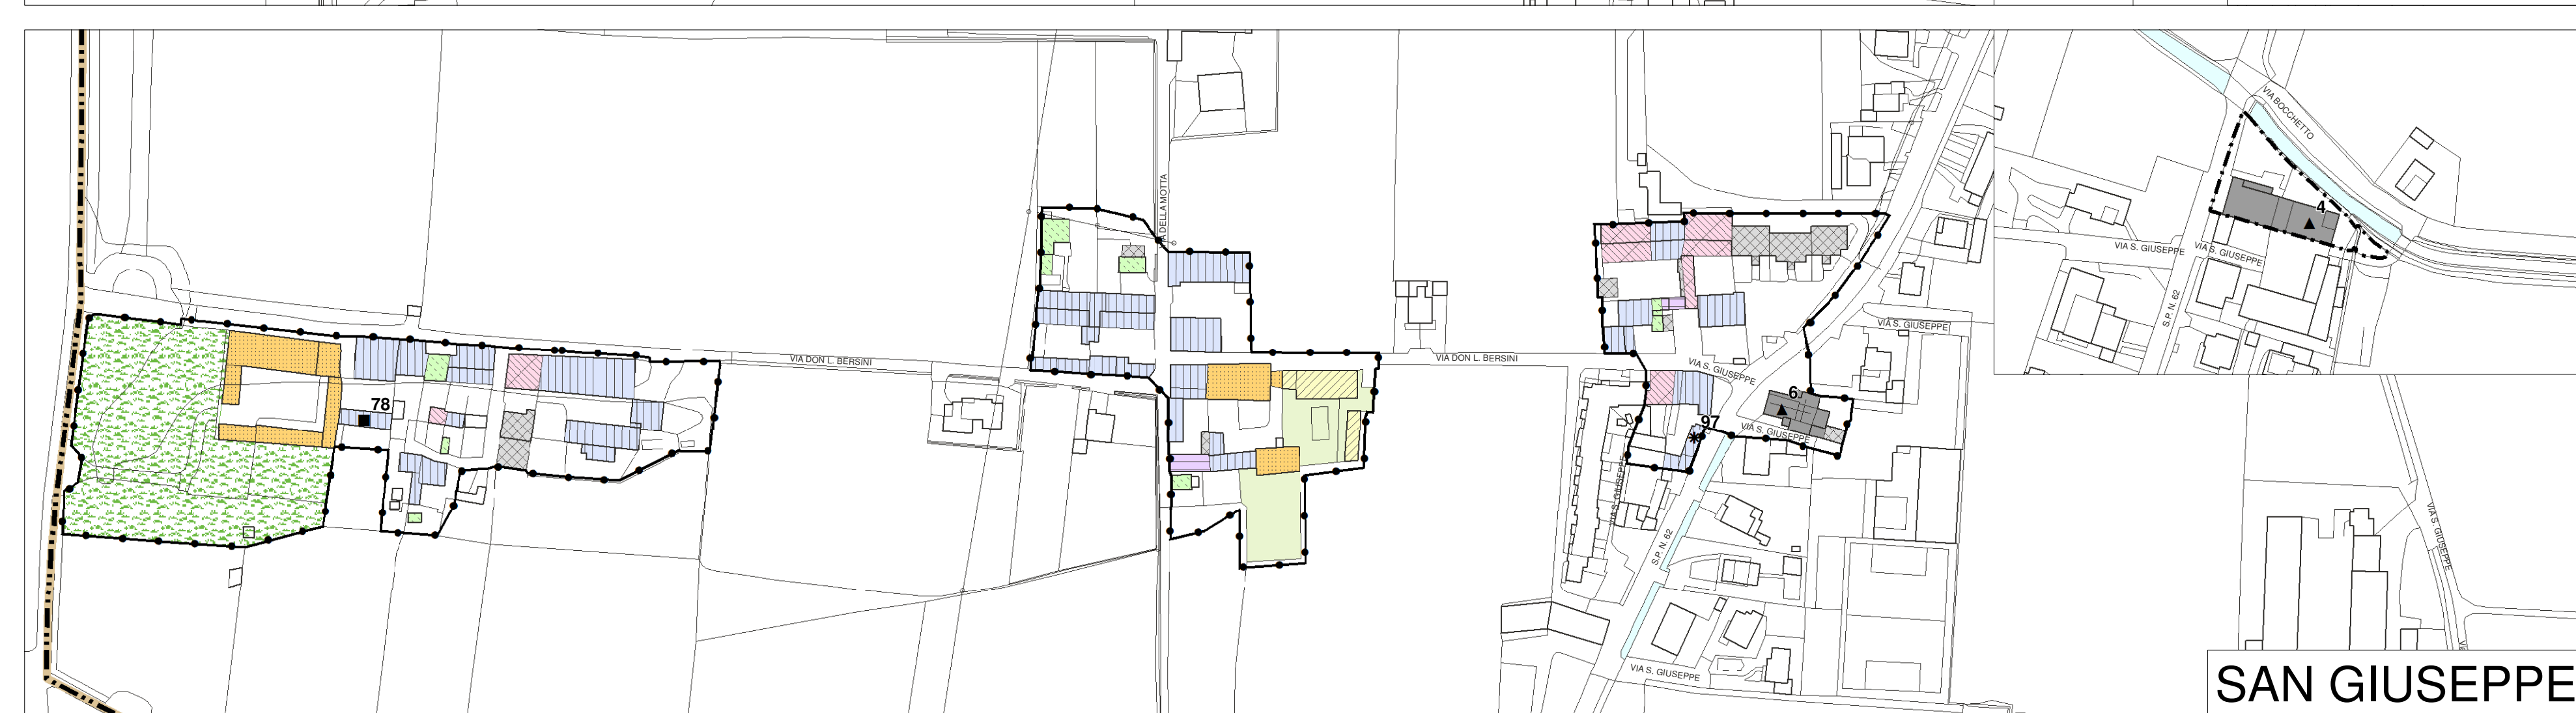 VIA BOCCHETTO
VIA DELLA MOTTA
4
VIA S. GIUSEPPE
VIA S. GIUSEPPE
S.P. N. 62
VIA S. GIUSEPPE
VIA DON L. BERSINI
VIA DON L. BERSINI
VIA S. GIUSEPPE
78
6
97
VIA S. GIUSEPPE
VIA S. GIUSEPPE
S.P. N. 62
VIA S. GIUSEPPE
VIA S. GIUSEPPE
SAN GIUSEPPE